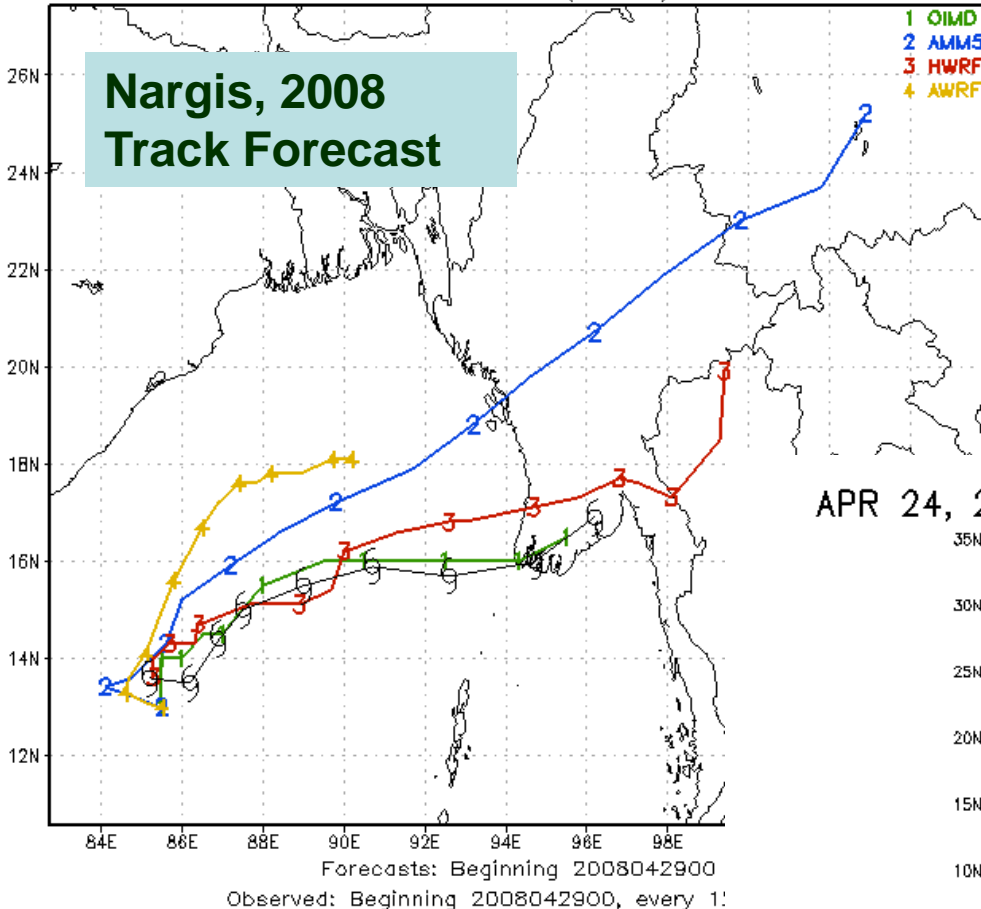 1 OIMD
2 AMM5
3 HWRF
4 AWRF
Nargis, 2008
Track Forecast
26N
24N
22N
20N
18N
16N
14N
12N
84E 86E 88E 90E 92E 94E 96E 98E
Forecasts: Beginning 2008042900
Observed: Beginning 2008042900, every
APR 24, 2
35N
30N
25N
20N
15N
10N